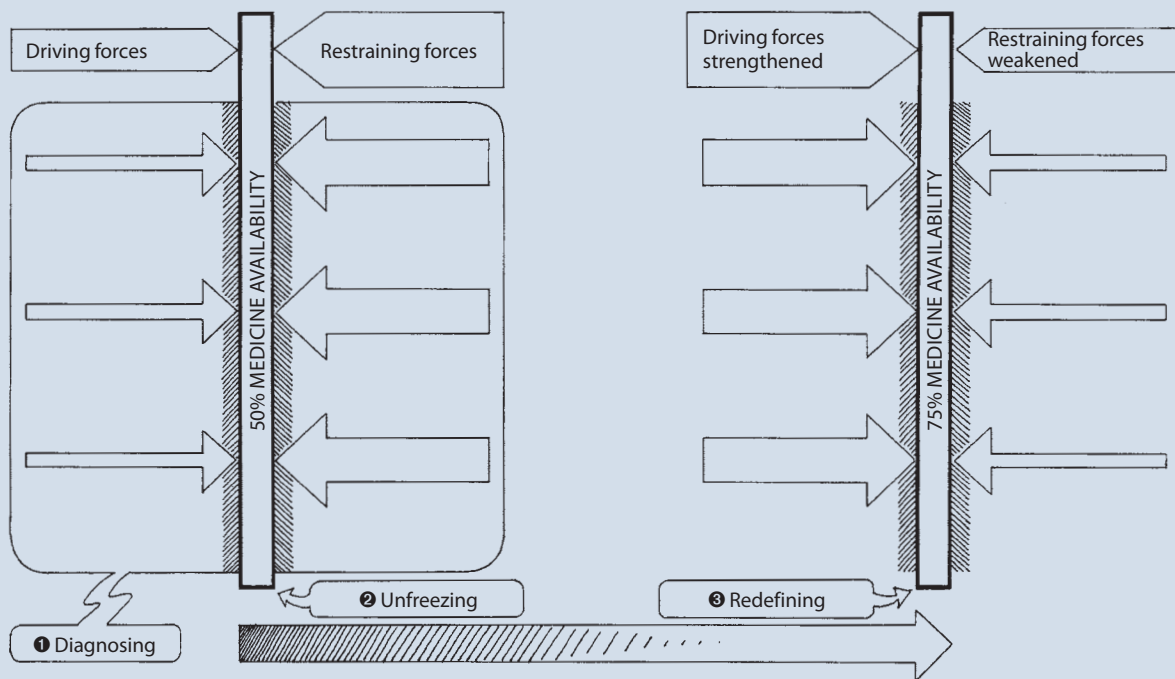 Driving forces
Restraining forces
Driving forces
strengthened
Restraining forces
weakened
50% MEDICINE AVAILABILITY
75% MEDICINE AVAILABILITY
❶ Diagnosing
❷ Unfreezing
❸ Redefining